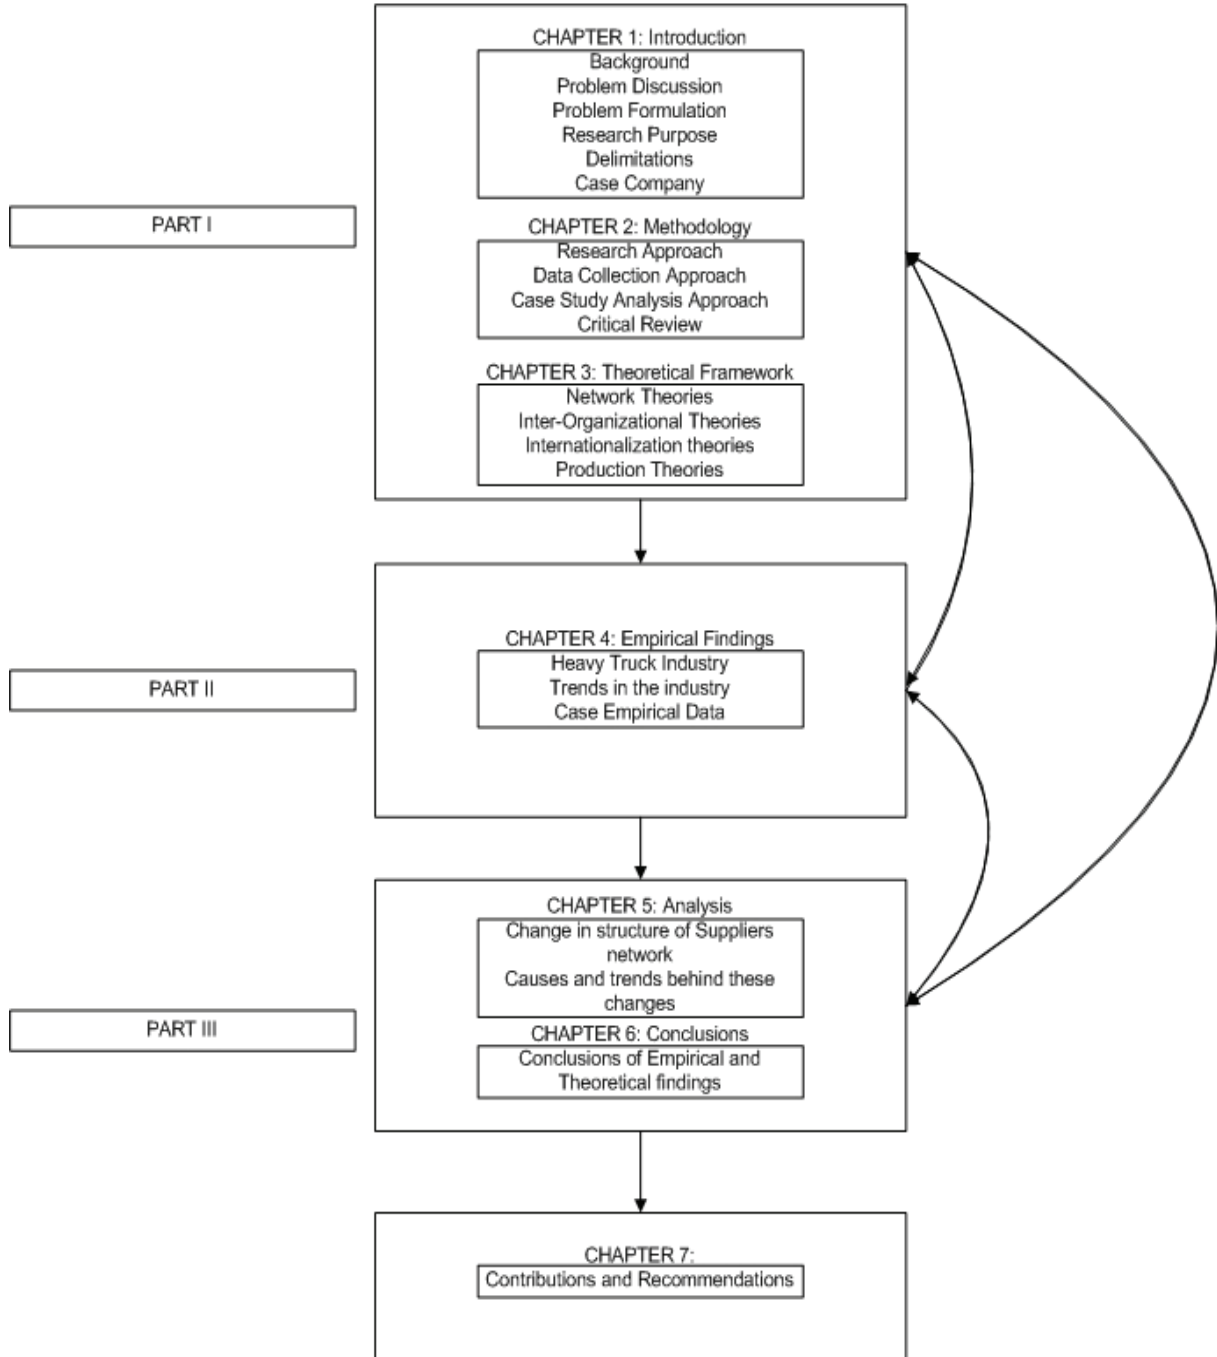 CHAPTER 1: Introduction
Background
Problem Discussion
Problem Formulation
Research Purpose
Delimitations
Case Company
PART I
CHAPTER 2: Methodology
Research Approach
Data Collection Approach
Case Study Analysis Approach
Critical Review
CHAPTER 3: Theoretical Framework
Network Theories
Inter-Organizational Theories
Internationalization theories
Production Theories
CHAPTER 4: Empirical Findings
Heavy Truck Industry
PART II
Trends in the industry
Case Empirical Data
CHAPTER 5: Analysis
Change in structure of Suppliers
network
Causes and trends behind these
changes
PART III
CHAPTER 6: Conclusions
Conclusions of Empirical and
Theoretical findings
CHAPTER 7:
Contributions and Recommendations